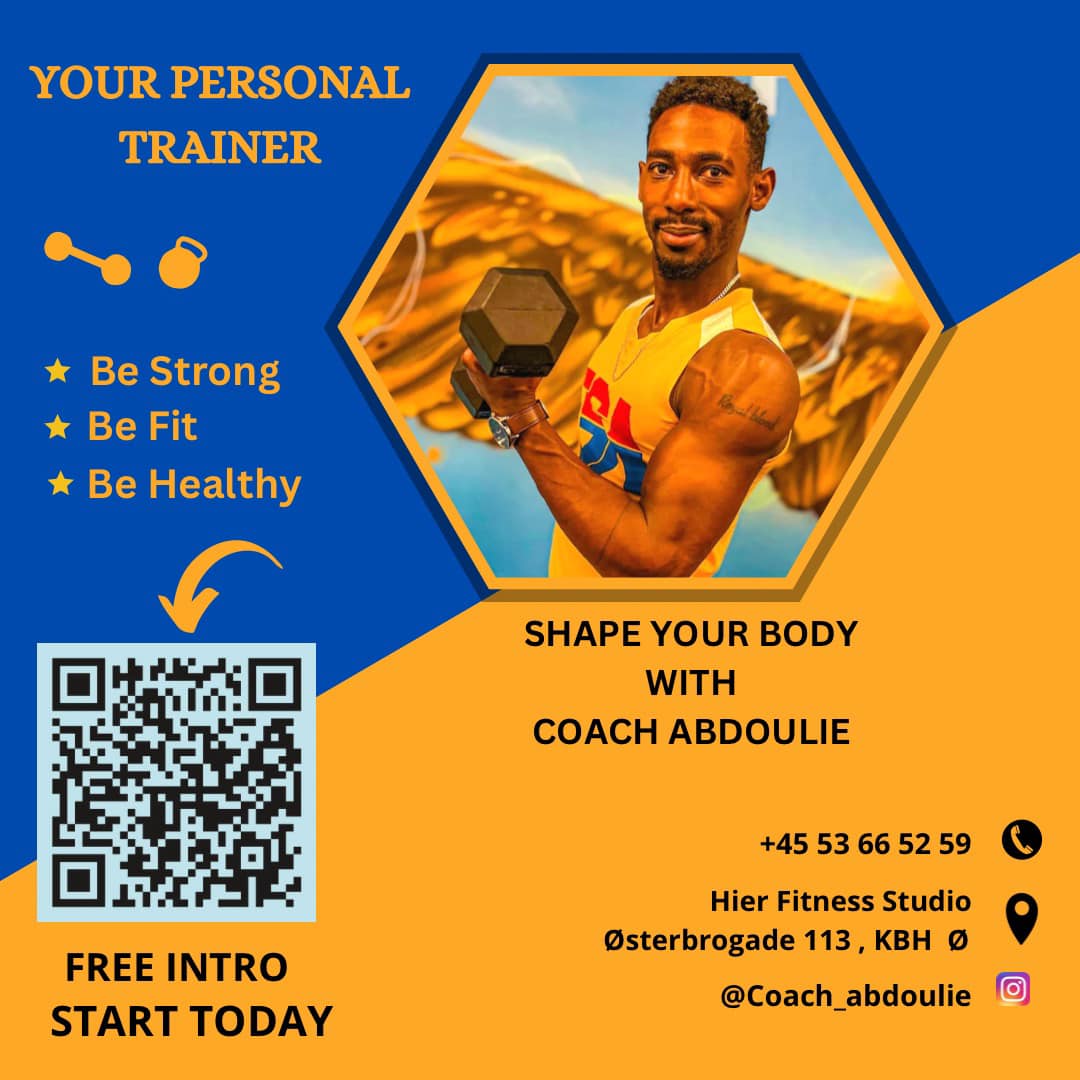 YOUR PERSONAL
TRAINER
Be Strong
Be Fit
Be Healthy
SHAPE YOUR BODY
WITH
COACH ABDOULIE
+45 53 66 52 59
Hier Fitness Studio
Østerbrogade 113 , KBH Ø
@Coach_abdoulie
FREE INTRO
START TODAY